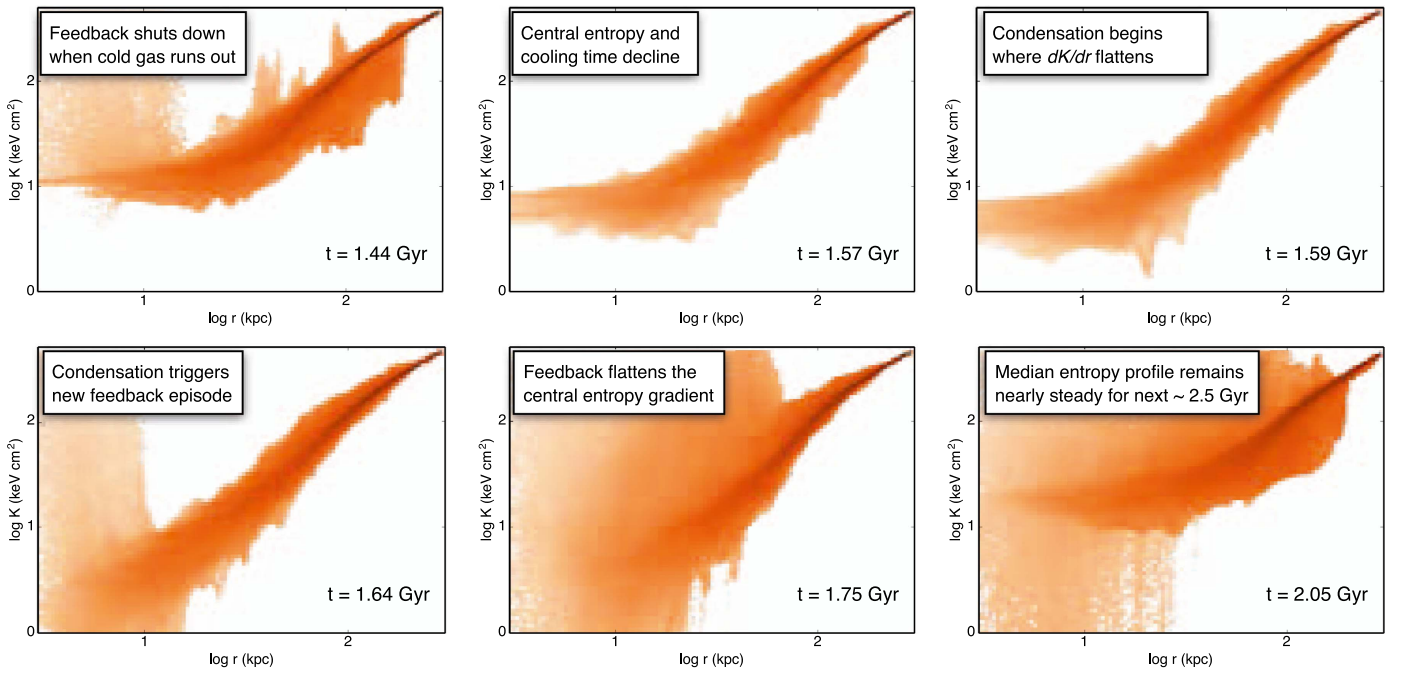 Feedback shuts down
when cold gas runs out
log K (keV cm²)
2
1
0
t = 1.44 Gyr
1
2
log r (kpc)
Central entropy and
cooling time decline
log K (keV cm²)
2
1
0
t = 1.57 Gyr
1
2
log r (kpc)
Condensation begins
where dK/dr flattens
log K (keV cm²)
2
1
0
t = 1.59 Gyr
1
2
log r (kpc)
Condensation triggers
new feedback episode
log K (keV cm²)
2
1
0
t = 1.64 Gyr
1
2
log r (kpc)
Feedback flattens the
central entropy gradient
log K (keV cm²)
2
1
0
t = 1.75 Gyr
1
2
log r (kpc)
Median entropy profile remains
nearly steady for next ~ 2.5 Gyr
log K (keV cm²)
2
1
0
t = 2.05 Gyr
1
2
log r (kpc)